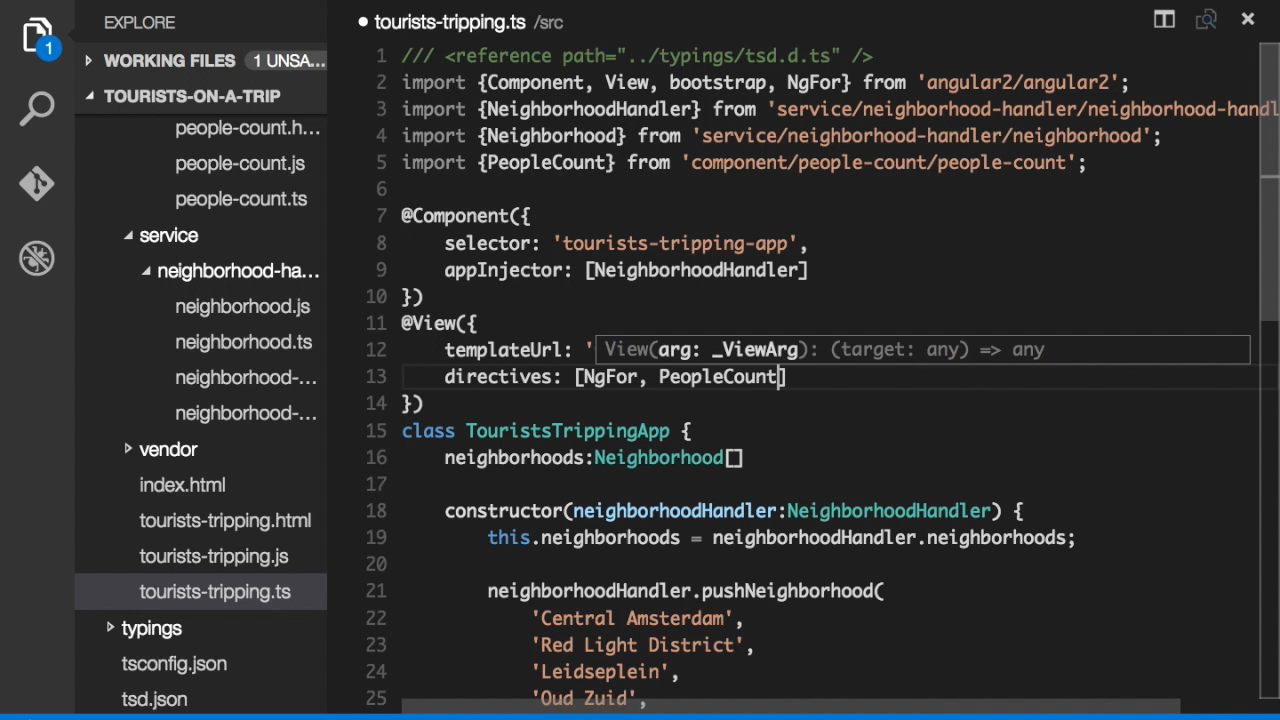 EXPLORE
WORKING FILES 1 UNSA...
TOURISTS-ON-A-TRIP
people-count.h...
people-count.js
people-count.ts
service
neighborhood-ha...
neighborhood.js
neighborhood.ts
neighborhood-...
neighborhood-...
vendor
index.html
tourists-tripping.html
tourists-tripping.js
tourists-tripping.ts
typings
tsconfig.json
tsd.json
1
● tourists-tripping.ts /src
1 /// <reference path="../typings/tsd.d.ts" />
2 import {Component, View, bootstrap, NgFor} from 'angular2/angular2';
3 import {NeighborhoodHandler} from 'service/neighborhood-handler/neighborhood-handl
4 import {Neighborhood} from 'service/neighborhood-handler/neighborhood';
5 import {PeopleCount} from 'component/people-count/people-count';
6
7 @Component({
8 selector: 'tourists-tripping-app',
9 appInjector: [NeighborhoodHandler]
10 })
11 @View({
12 templateUrl: ' View(arg: _ViewArg): (target: any) => any
13 directives: [NgFor, PeopleCount]
14 })
15 class TouristsTrippingApp {
16 neighborhoods:Neighborhood[]
17
18 constructor(neighborhoodHandler:NeighborhoodHandler) {
19 this.neighborhoods = neighborhoodHandler.neighborhoods;
20
21 neighborhoodHandler.pushNeighborhood(
22 'Central Amsterdam',
23 'Red Light District',
24 'Leidseplein',
25 'Oud Zuid',